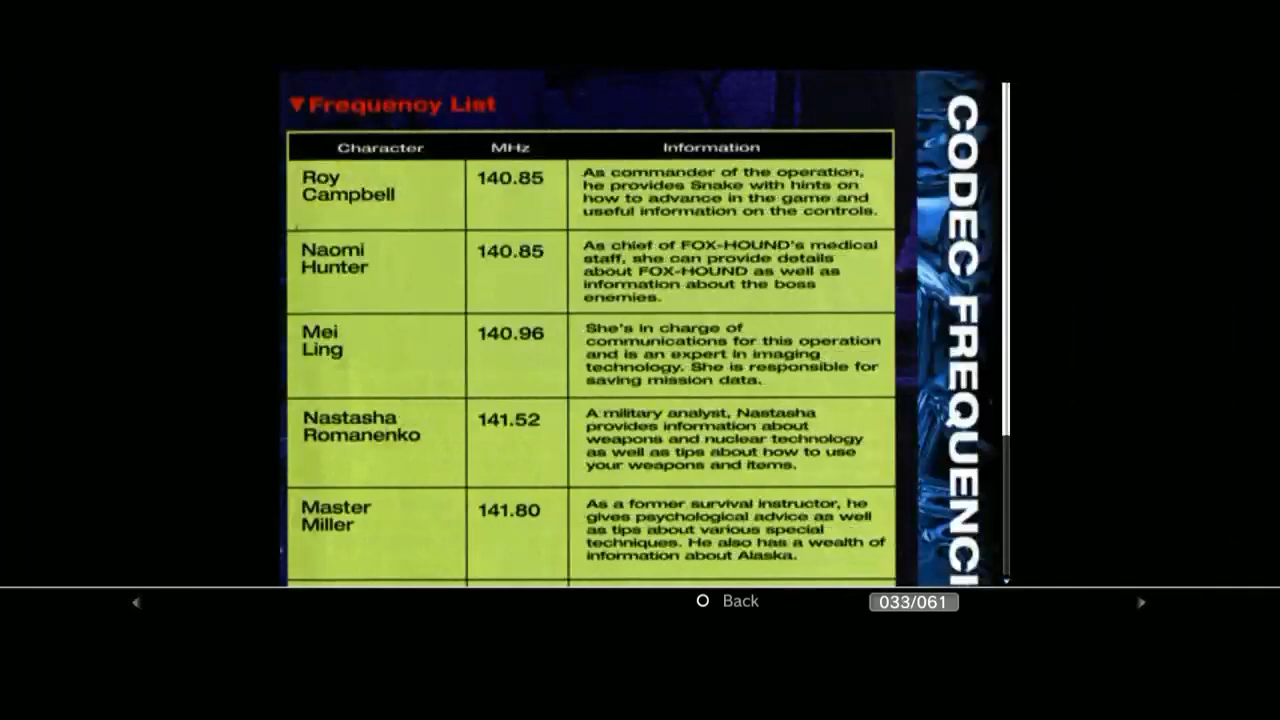 ▼Frequency List
Character MHz Information
Roy
Campbell
140.85
As commander of the operation,
he provides Snake with hints on
how to advance in the game and
useful information on the controls.
Naomi
Hunter
140.85
As chief of FOX-HOUND's medical
staff, she can provide details
about FOX-HOUND as well as
information about the boss
enemies.
Mei
Ling
140.96
She's in charge of
communications for this operation
and is an expert in imaging
technology. She is responsible for
saving mission data.
Nastasha
Romanenko
141.52
A military analyst, Nastasha
provides information about
weapons and nuclear technology
as well as tips about how to use
your weapons and items.
Master
Miller
141.80
As a former survival instructor, he
gives psychological advice as well
as tips about various special
techniques. He also has a wealth of
information about Alaska.
CODEC FREQUENCI
Back
033/061